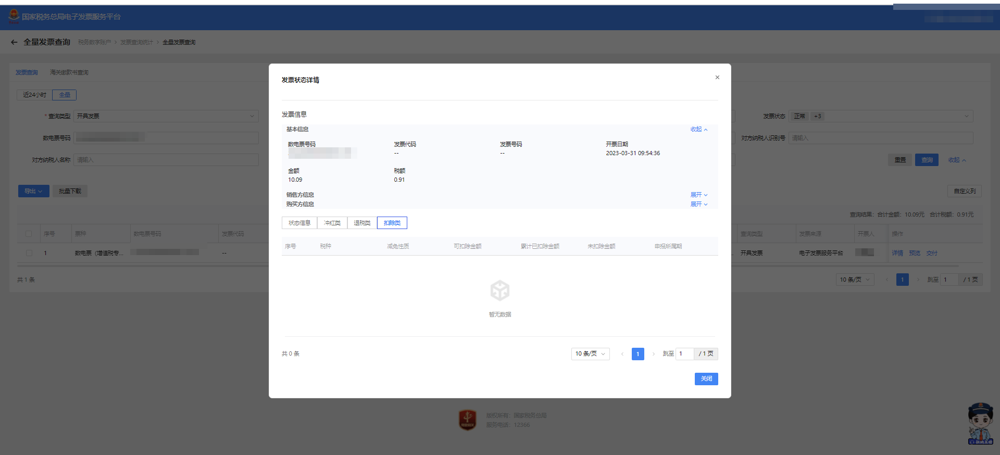 国家税务总局电子发票服务平台
全量发票查询 税务数字账户 > 发票查询统计 > 全量发票查询
发票查询 海关缴款书查询
近24小时 全量
* 查询类型 开具发票
发票状态 正常 +3
数电票号码
对方纳税人识别号 请输入
对方纳税人名称 请输入
重置 查询 收起
导出 批量下载
自定义列
查询结果: 合计金额: 10.09元 合计税额: 0.91元
序号 票种 数电票号码 发票代码 查询类型 发票来源 开票人 操作
1 数电票（增值税专... -- 开具发票 电子发票服务平台 详情 预览 交付
共 1 条
10 条/页 1 跳至 1 / 1 页
发票状态详情
发票信息
基本信息 收起
数电票号码 发票代码 发票号码 开票日期
-- -- 2023-03-31 09:54:36
金额 税额
10.09 0.91
销售方信息 展开
购买方信息 展开
状态信息 冲红类 退税类 扣除类
序号 税种 减免性质 可扣除金额 累计已扣除金额 未扣除金额 申报所属期
暂无数据
共 0 条 10 条/页 1 跳至 1 / 1 页
关闭
版权所有: 国家税务总局
服务电话: 12366